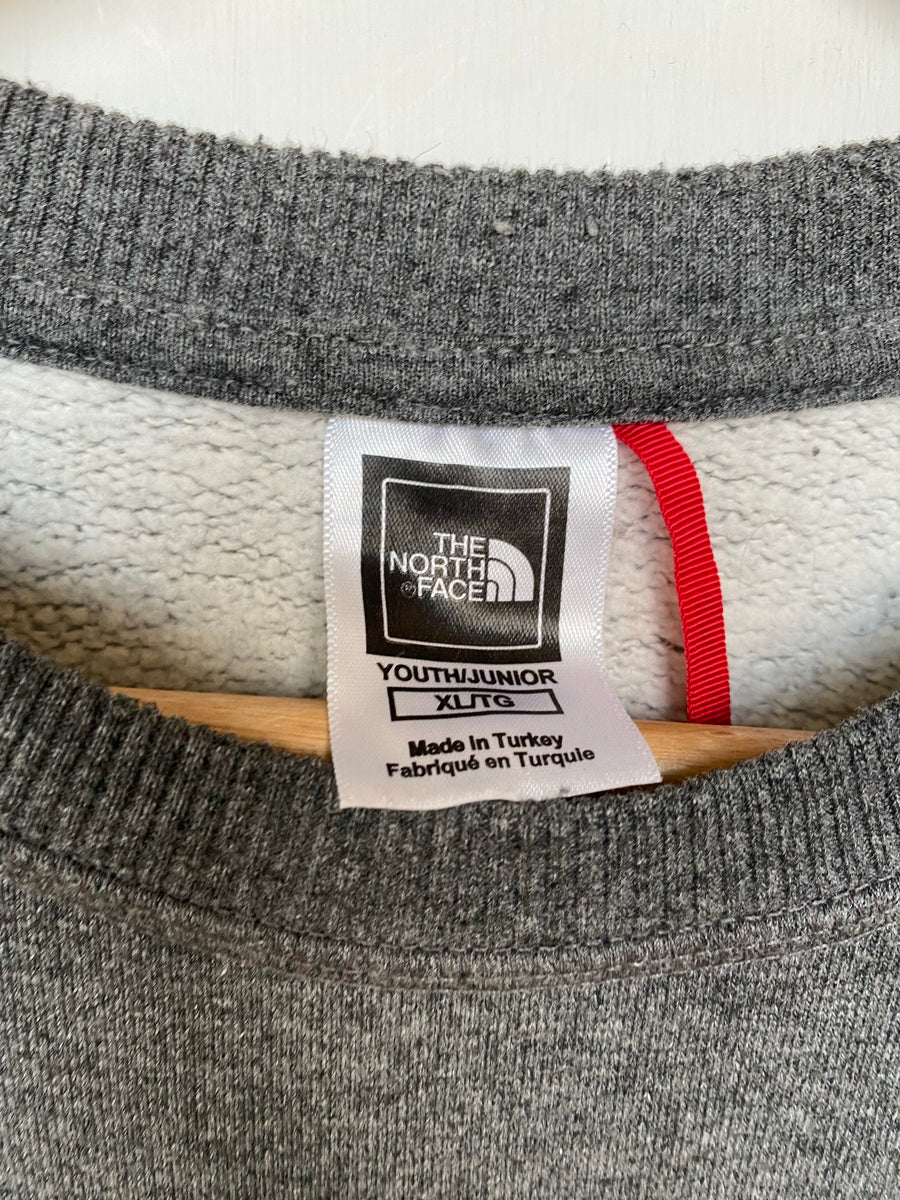 THE
NORTH
FACE
YOUTH/JUNIOR
XL/TG
Made in Turkey
Fabriqué en Turquie